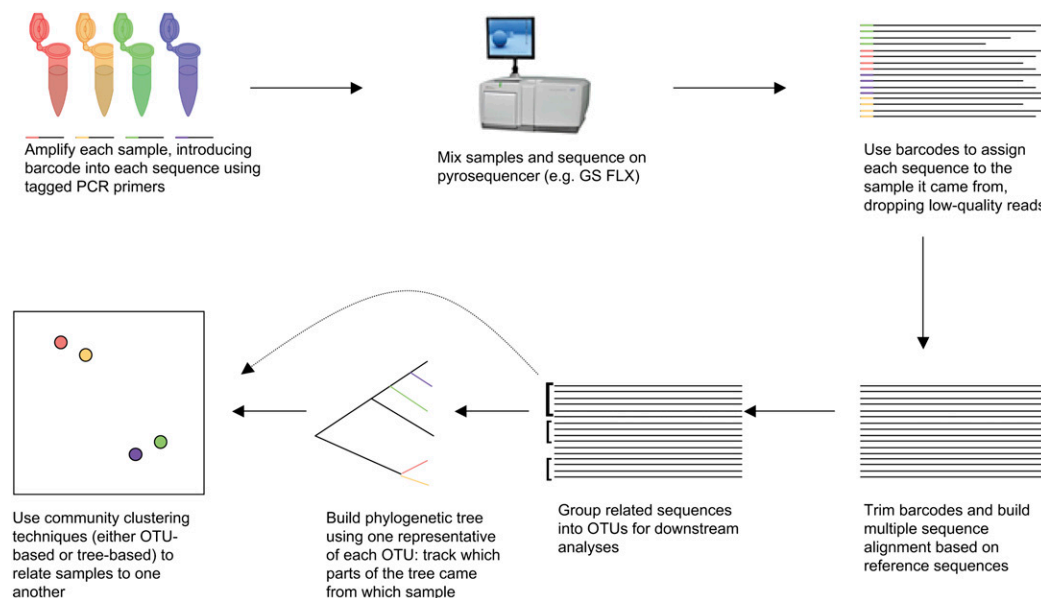 Amplify each sample, introducing
barcode into each sequence using
tagged PCR primers
Mix samples and sequence on
pyrosequencer (e.g. GS FLX)
Use barcodes to assign
each sequence to the
sample it came from,
dropping low-quality reads
Use community clustering
techniques (either OTU-
based or tree-based) to
relate samples to one
another
Build phylogenetic tree
using one representative
of each OTU: track which
parts of the tree came
from which sample
Group related sequences
into OTUs for downstream
analyses
Trim barcodes and build
multiple sequence
alignment based on
reference sequences